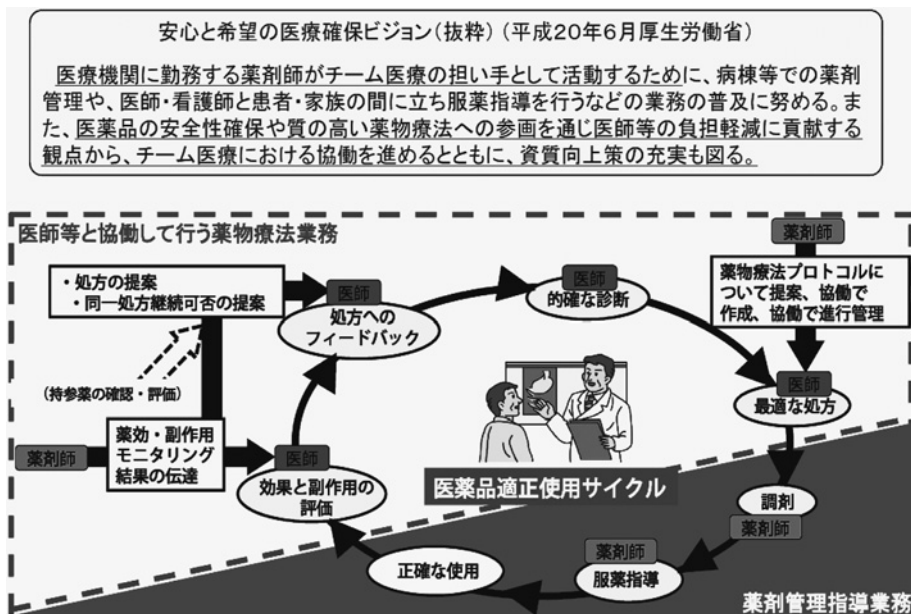 安心と希望の医療確保ビジョン(抜粋) (平成20年6月厚生労働省)
医療機関に勤務する薬剤師がチーム医療の担い手として活動するために、病棟等での薬剤
管理や、医師・看護師と患者・家族の間に立ち服薬指導を行うなどの業務の普及に努める。ま
た、医薬品の安全性確保や質の高い薬物療法への参画を通じ医師等の負担軽減に貢献する
観点から、チーム医療における協働を進めるとともに、資質向上策の充実も図る。
医師等と協働して行う薬物療法業務
薬剤師
・処方の提案
・同一処方継続可否の提案
医師
処方への
フィードバック
医師
的確な診断
薬物療法プロトコルに
ついて提案、協働で
作成、協働で進行管理
(持参薬の確認・評価)
医師
最適な処方
薬剤師
薬効・副作用
モニタリング
結果の伝達
医師
効果と副作用の
評価
医薬品適正使用サイクル
調剤
薬剤師
薬剤師
服薬指導
正確な使用
薬剤管理指導業務